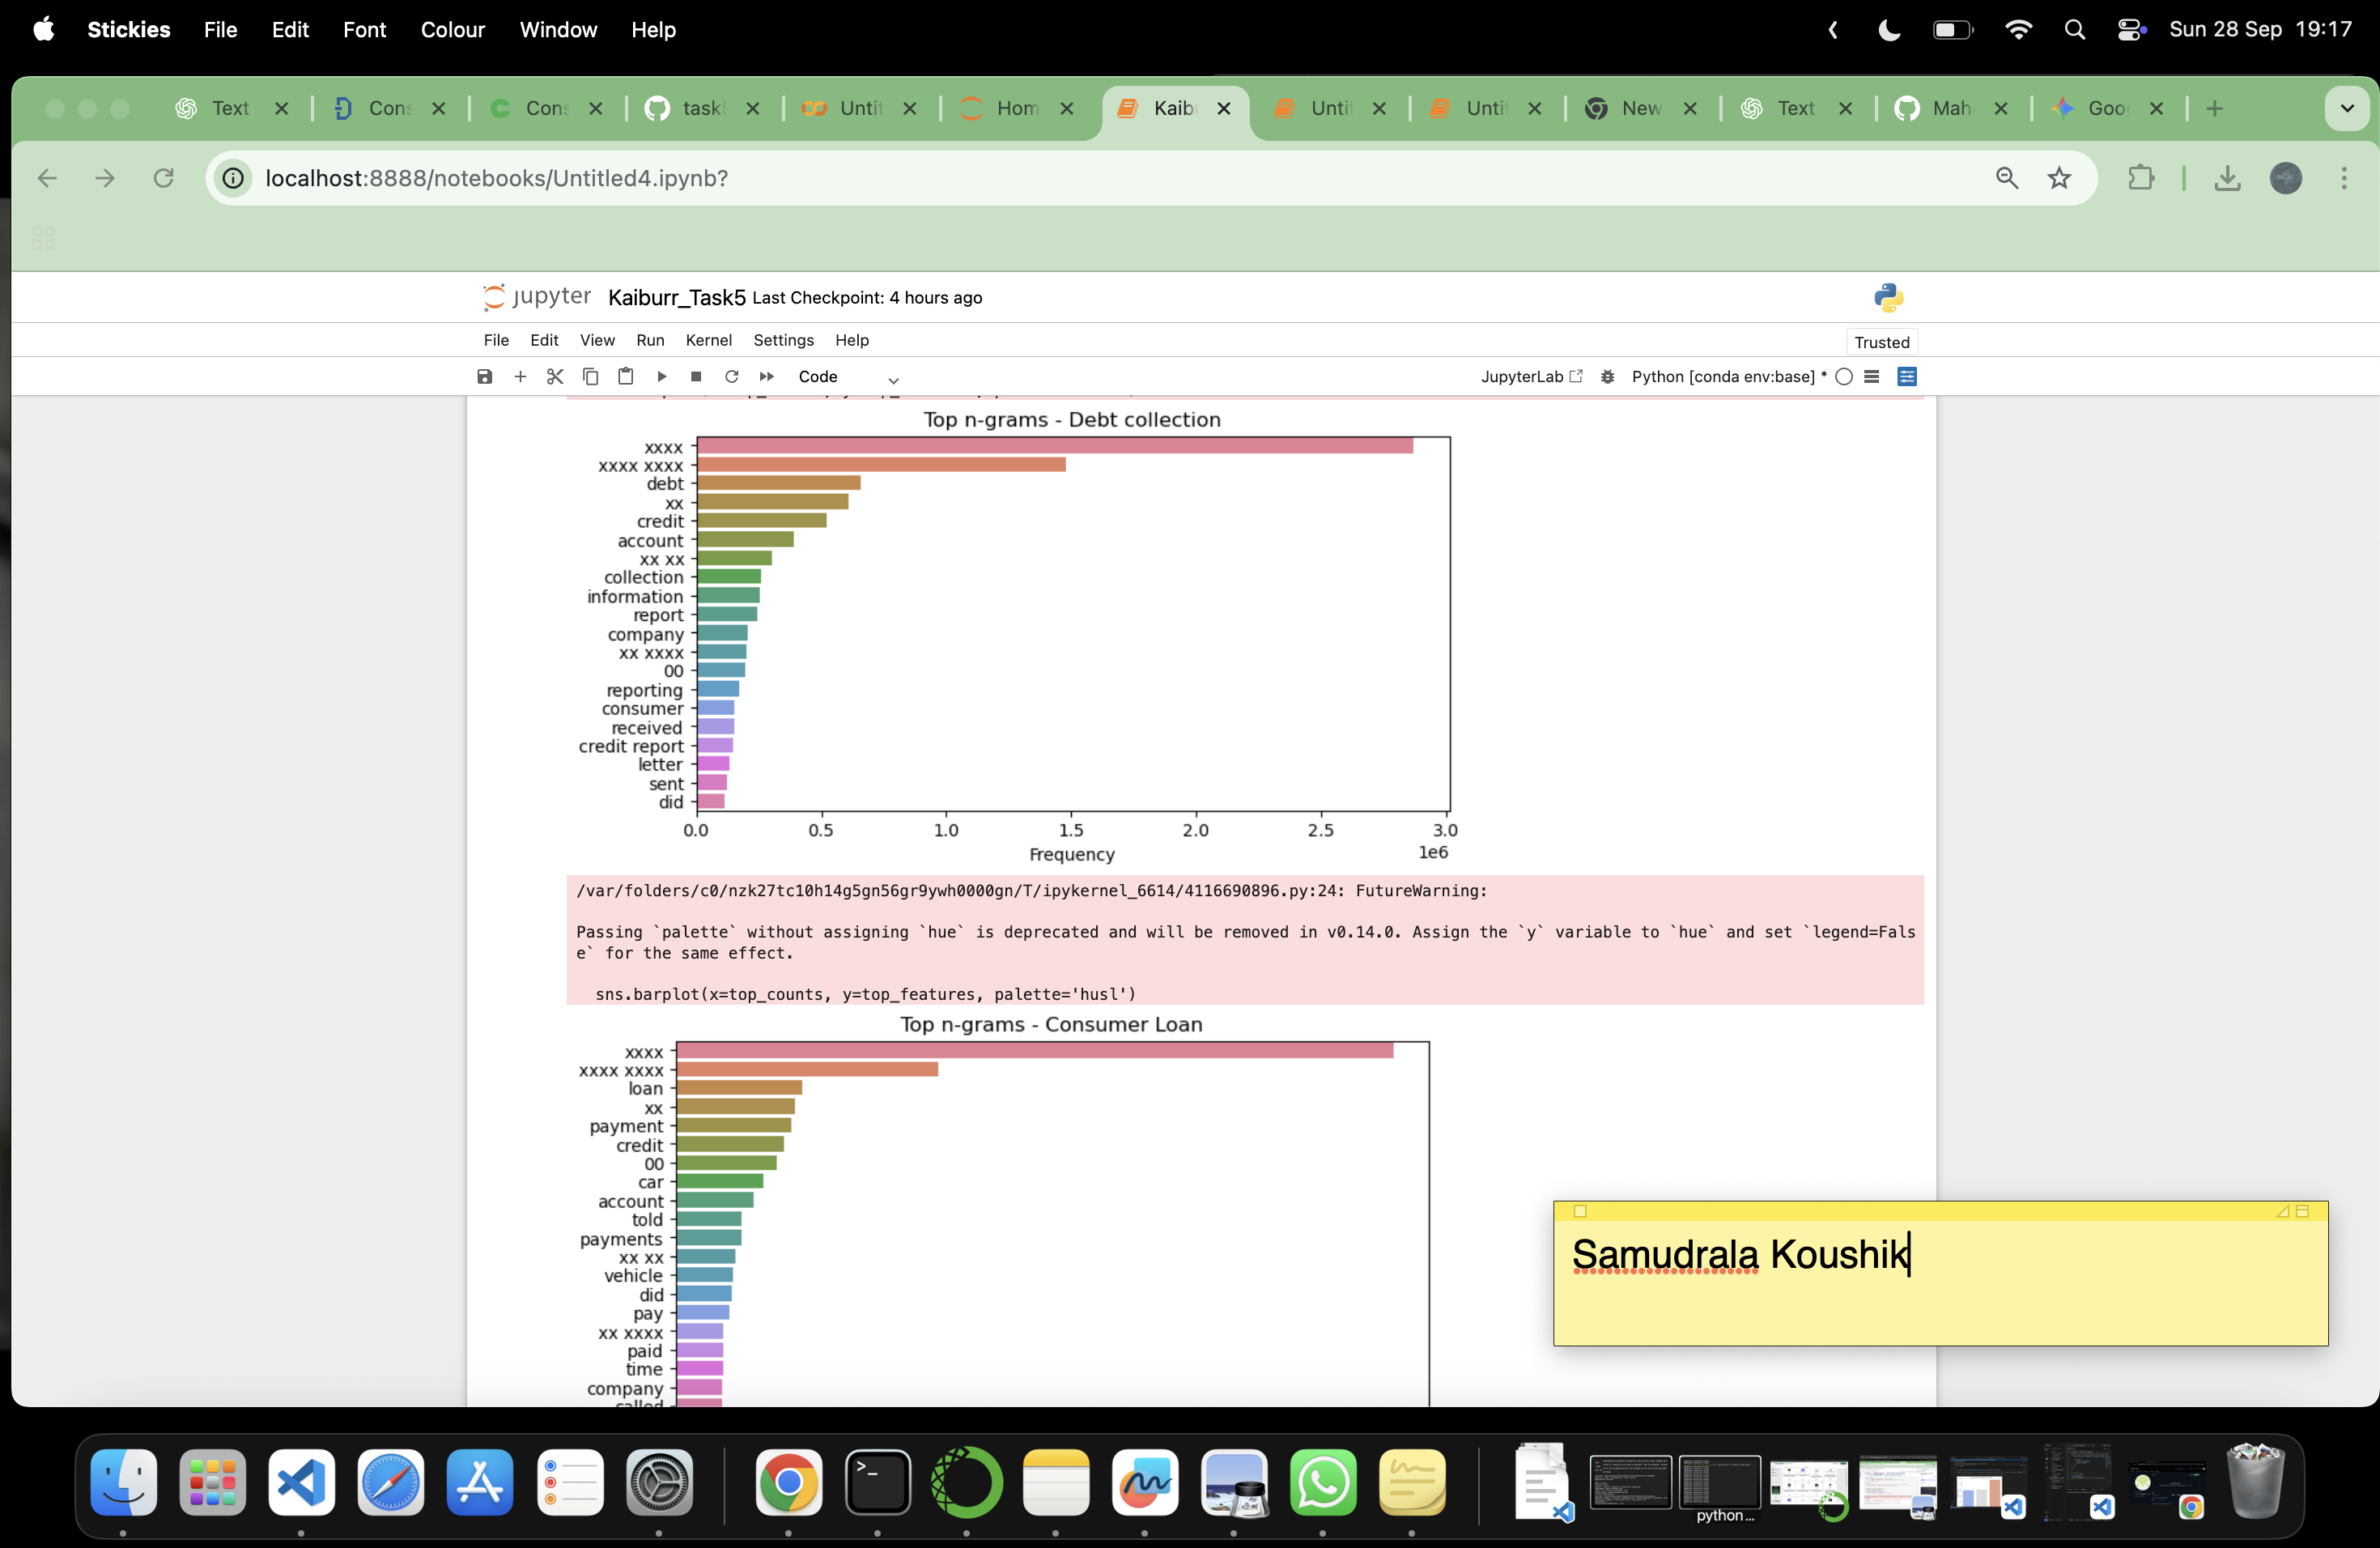 Stickies File Edit Font Colour Window Help Sun 28 Sep 19:17
Text Cons Cons task Untit Hom Kaib Unti Unti New Text Mah Goo
localhost:8888/notebooks/Untitled4.ipynb?
jupyter Kaiburr_Task5 Last Checkpoint: 4 hours ago
File Edit View Run Kernel Settings Help
Trusted
Code JupyterLab Python [conda env:base] *
Top n-grams - Debt collection
xxxx
xxxx xxxx
debt
xx
credit
account
xx xx
collection
information
report
company
xx xxxx
00
reporting
consumer
received
credit report
letter
sent
did
0.0 0.5 1.0 1.5 2.0 2.5 3.0
Frequency 1e6
/var/folders/c0/nzk27tc10h14g5gn56gr9ywh0000gn/T/ipykernel_6614/4116690896.py:24: FutureWarning:
Passing `palette` without assigning `hue` is deprecated and will be removed in v0.14.0. Assign the `y` variable to `hue` and set `legend=Fals
e` for the same effect.
sns.barplot(x=top_counts, y=top_features, palette='husl')
Top n-grams - Consumer Loan
xxxx
xxxx xxxx
loan
xx
payment
credit
00
car
account
told
payments
xx xx
vehicle
did
pay
xx xxxx
paid
time
company
called
Samudrala Koushik
python...